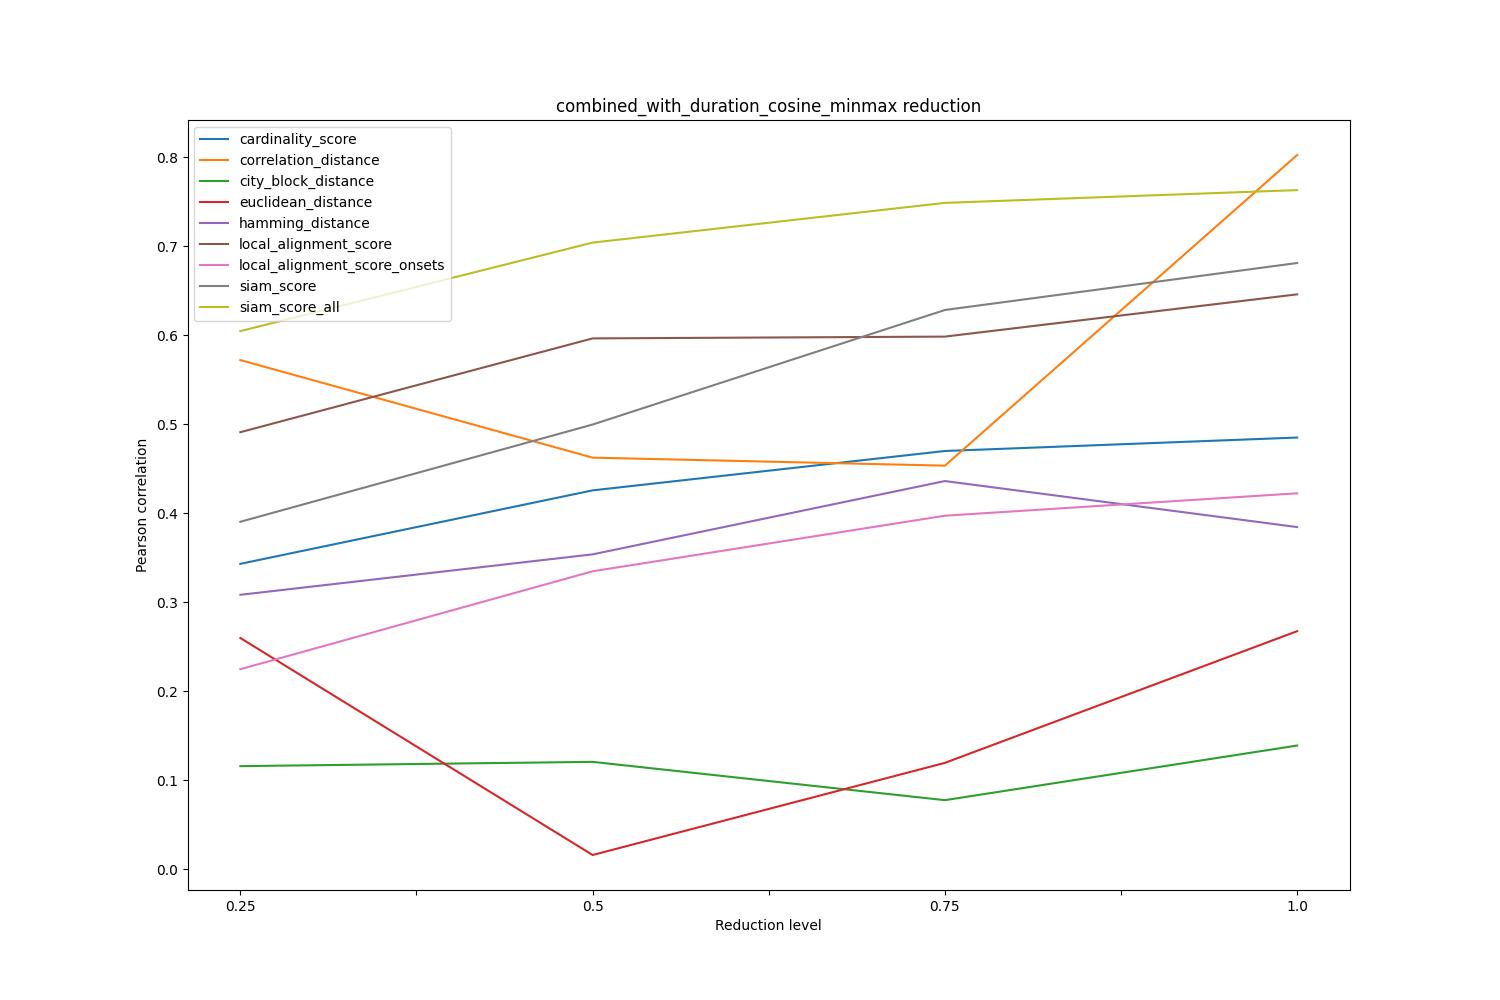 combined_with_duration_cosine_minmax reduction
cardinality_score
correlation_distance
city_block_distance
euclidean_distance
hamming_distance
local_alignment_score
local_alignment_score_onsets
siam_score
siam_score_all
Pearson correlation
0.8
0.7
0.6
0.5
0.4
0.3
0.2
0.1
0.0
0.25 0.5 0.75 1.0
Reduction level